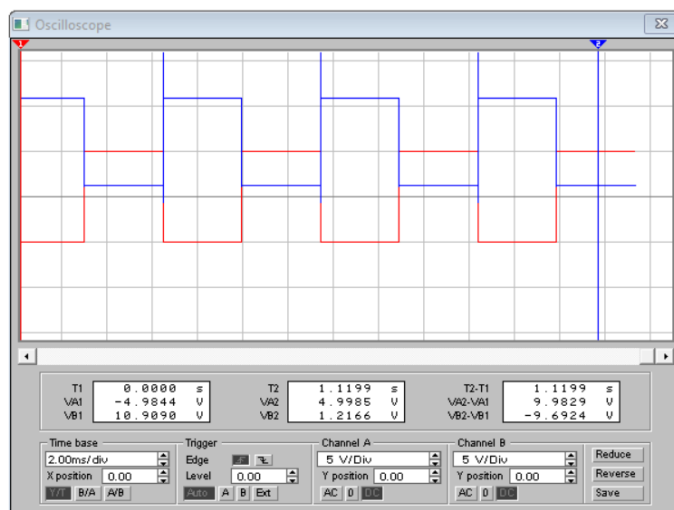 Oscilloscope
1 2
T1 0.0000 s T2 1.1199 s T2-T1 1.1199 s
VA1 -4.9844 V VA2 4.9985 V VA2-VA1 9.9829 V
VB1 10.9090 V VB2 1.2166 V VB2-VB1 -9.6924 V
Time base Trigger Channel A Channel B
2.00ms/div Edge 5 V/Div 5 V/Div Reduce
X position 0.00 Level 0.00 Y position 0.00 Y position 0.00 Reverse
Y/T B/A A/B Auto A B Ext AC 0 DC AC 0 DC Save